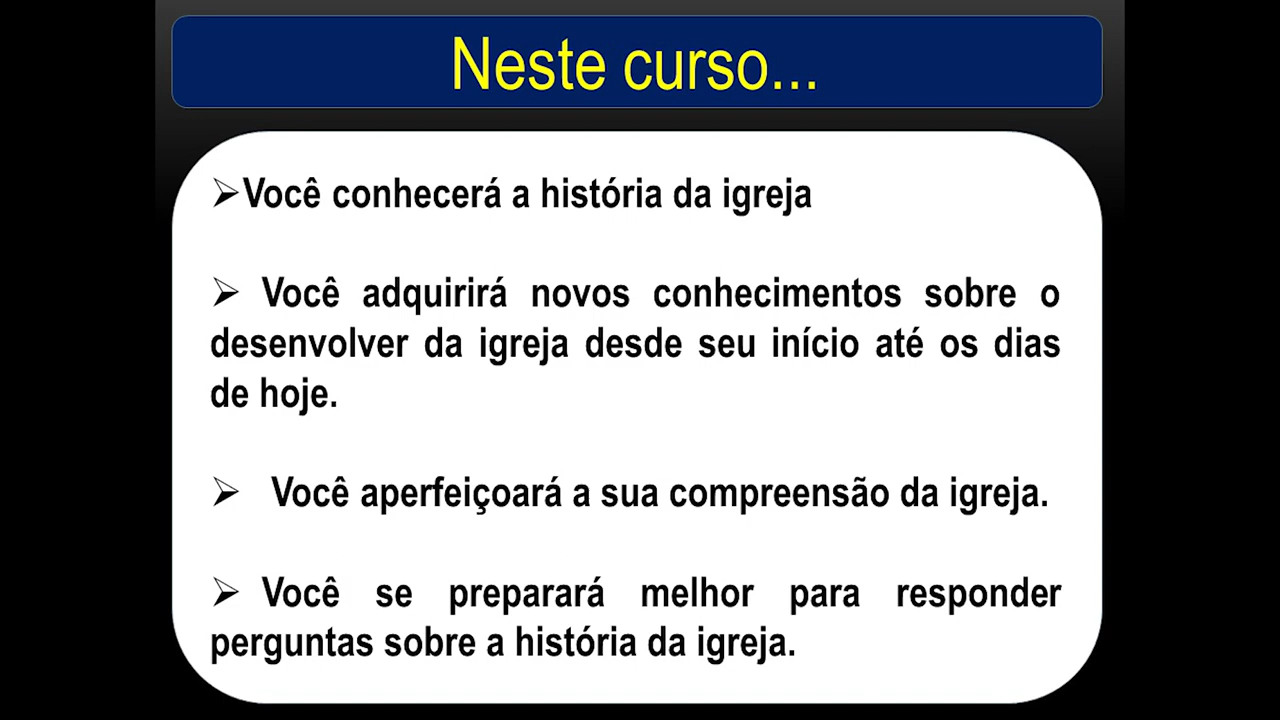 Neste curso...
➢Você conhecerá a história da igreja
➢ Você adquirirá novos conhecimentos sobre o
desenvolver da igreja desde seu início até os dias
de hoje.
➢ Você aperfeiçoará a sua compreensão da igreja.
➢ Você se preparará melhor para responder
perguntas sobre a história da igreja.